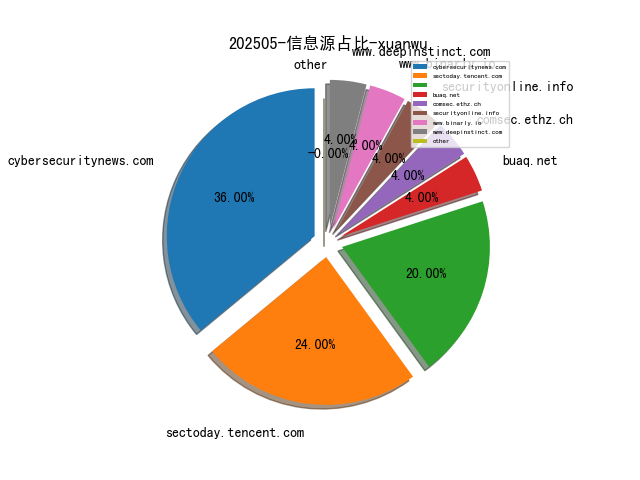 202505-信息源占比-xuanwu
www.deepinstinct.com
other
www.binarly.io
cybersecuritynews.com
sectoday.tencent.com
buaq.net
comsec.ethz.ch
securityonline.info
www.binarly.io
www.deepinstinct.com
other
securityonline.info
comsec.ethz.ch
buaq.net
cybersecuritynews.com
4.00%
-0.00%
4.00%
4.00%
4.00%
4.00%
36.00%
20.00%
24.00%
sectoday.tencent.com